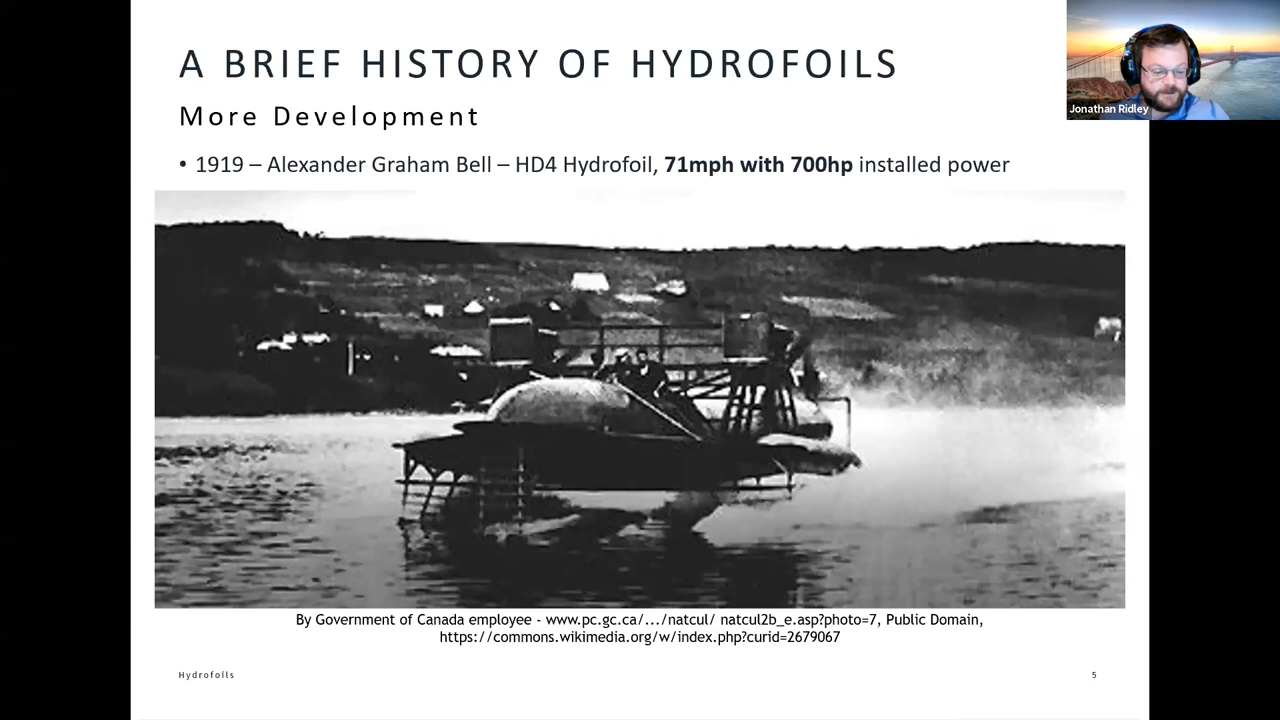 A BRIEF HISTORY OF HYDROFOILS
More Development
• 1919 – Alexander Graham Bell – HD4 Hydrofoil, 71mph with 700hp installed power
By Government of Canada employee - www.pc.gc.ca/.../natcul/ natcul2b_e.asp?photo=7, Public Domain,
https://commons.wikimedia.org/w/index.php?curid=2679067
Hydrofoils
5
Jonathan Ridley